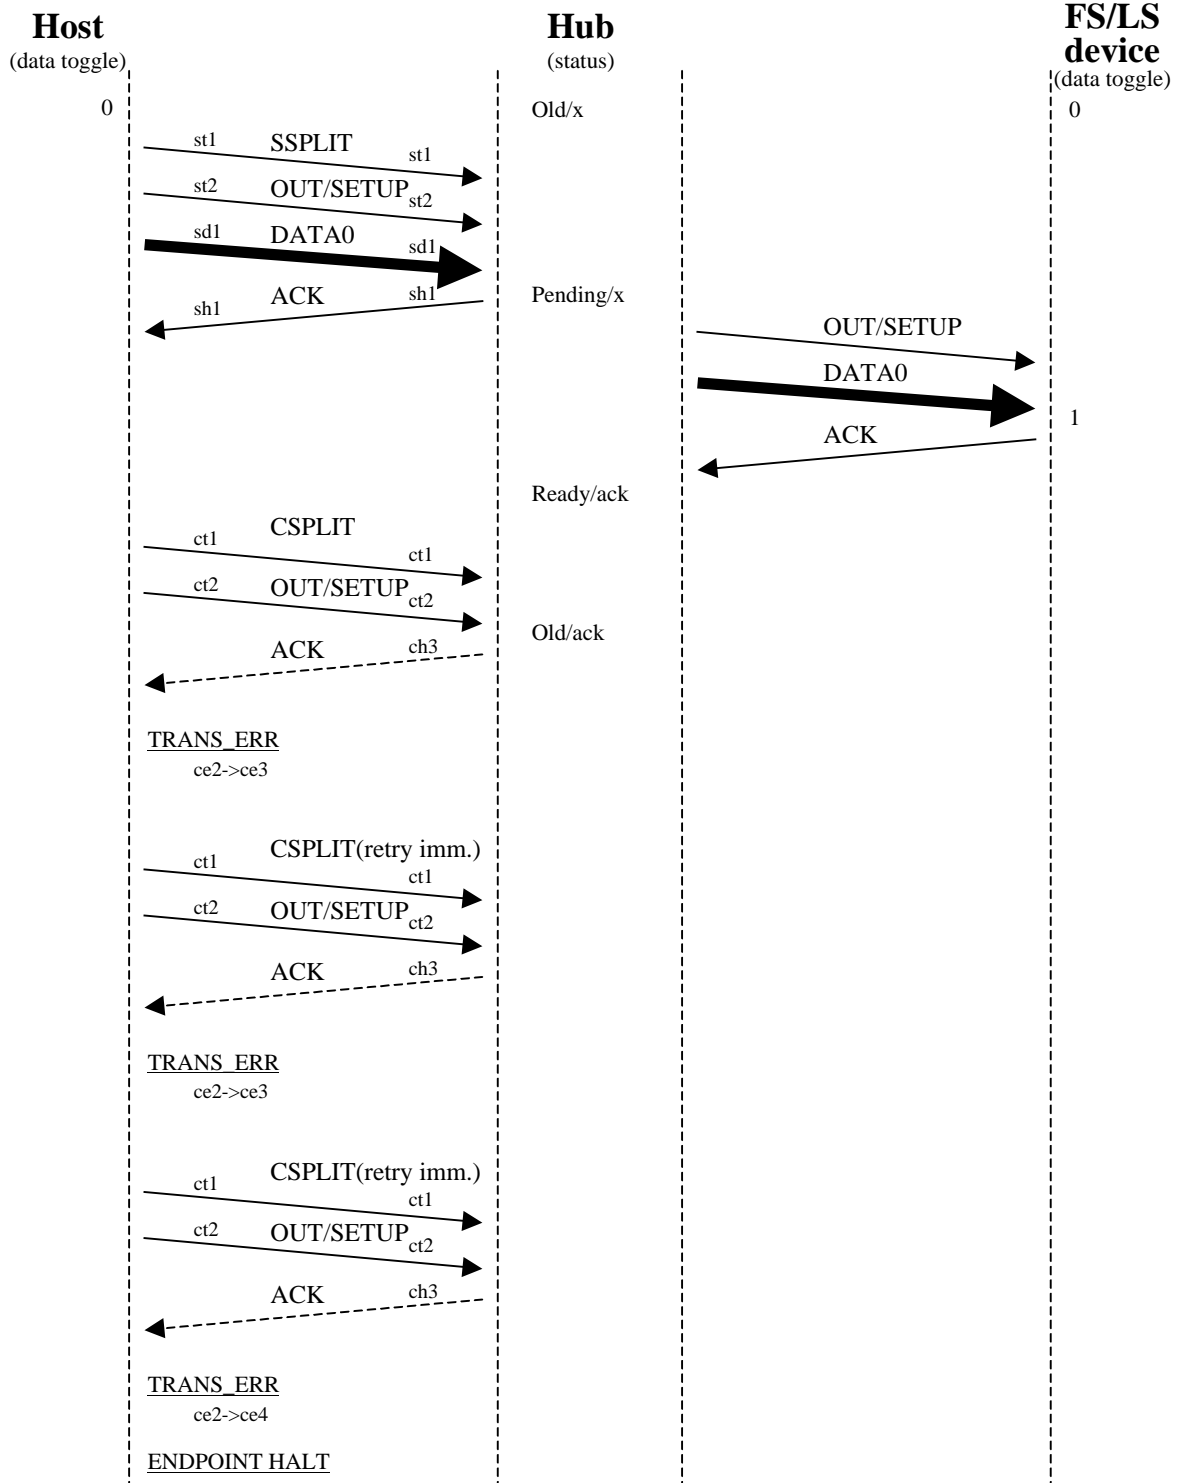 Host
(data toggle)
Hub
(status)
FS/LS
device
(data toggle)
0
Old/x
0
st1 SSPLIT st1
st2 OUT/SETUP st2
sd1 DATA0 sd1
sh1 ACK sh1
Pending/x
OUT/SETUP
DATA0
1
ACK
Ready/ack
ct1 CSPLIT ct1
ct2 OUT/SETUP ct2
Old/ack
ACK ch3
TRANS_ERR
ce2->ce3
ct1 CSPLIT(retry imm.) ct1
ct2 OUT/SETUP ct2
ACK ch3
TRANS_ERR
ce2->ce3
ct1 CSPLIT(retry imm.) ct1
ct2 OUT/SETUP ct2
ACK ch3
TRANS_ERR
ce2->ce4
ENDPOINT HALT